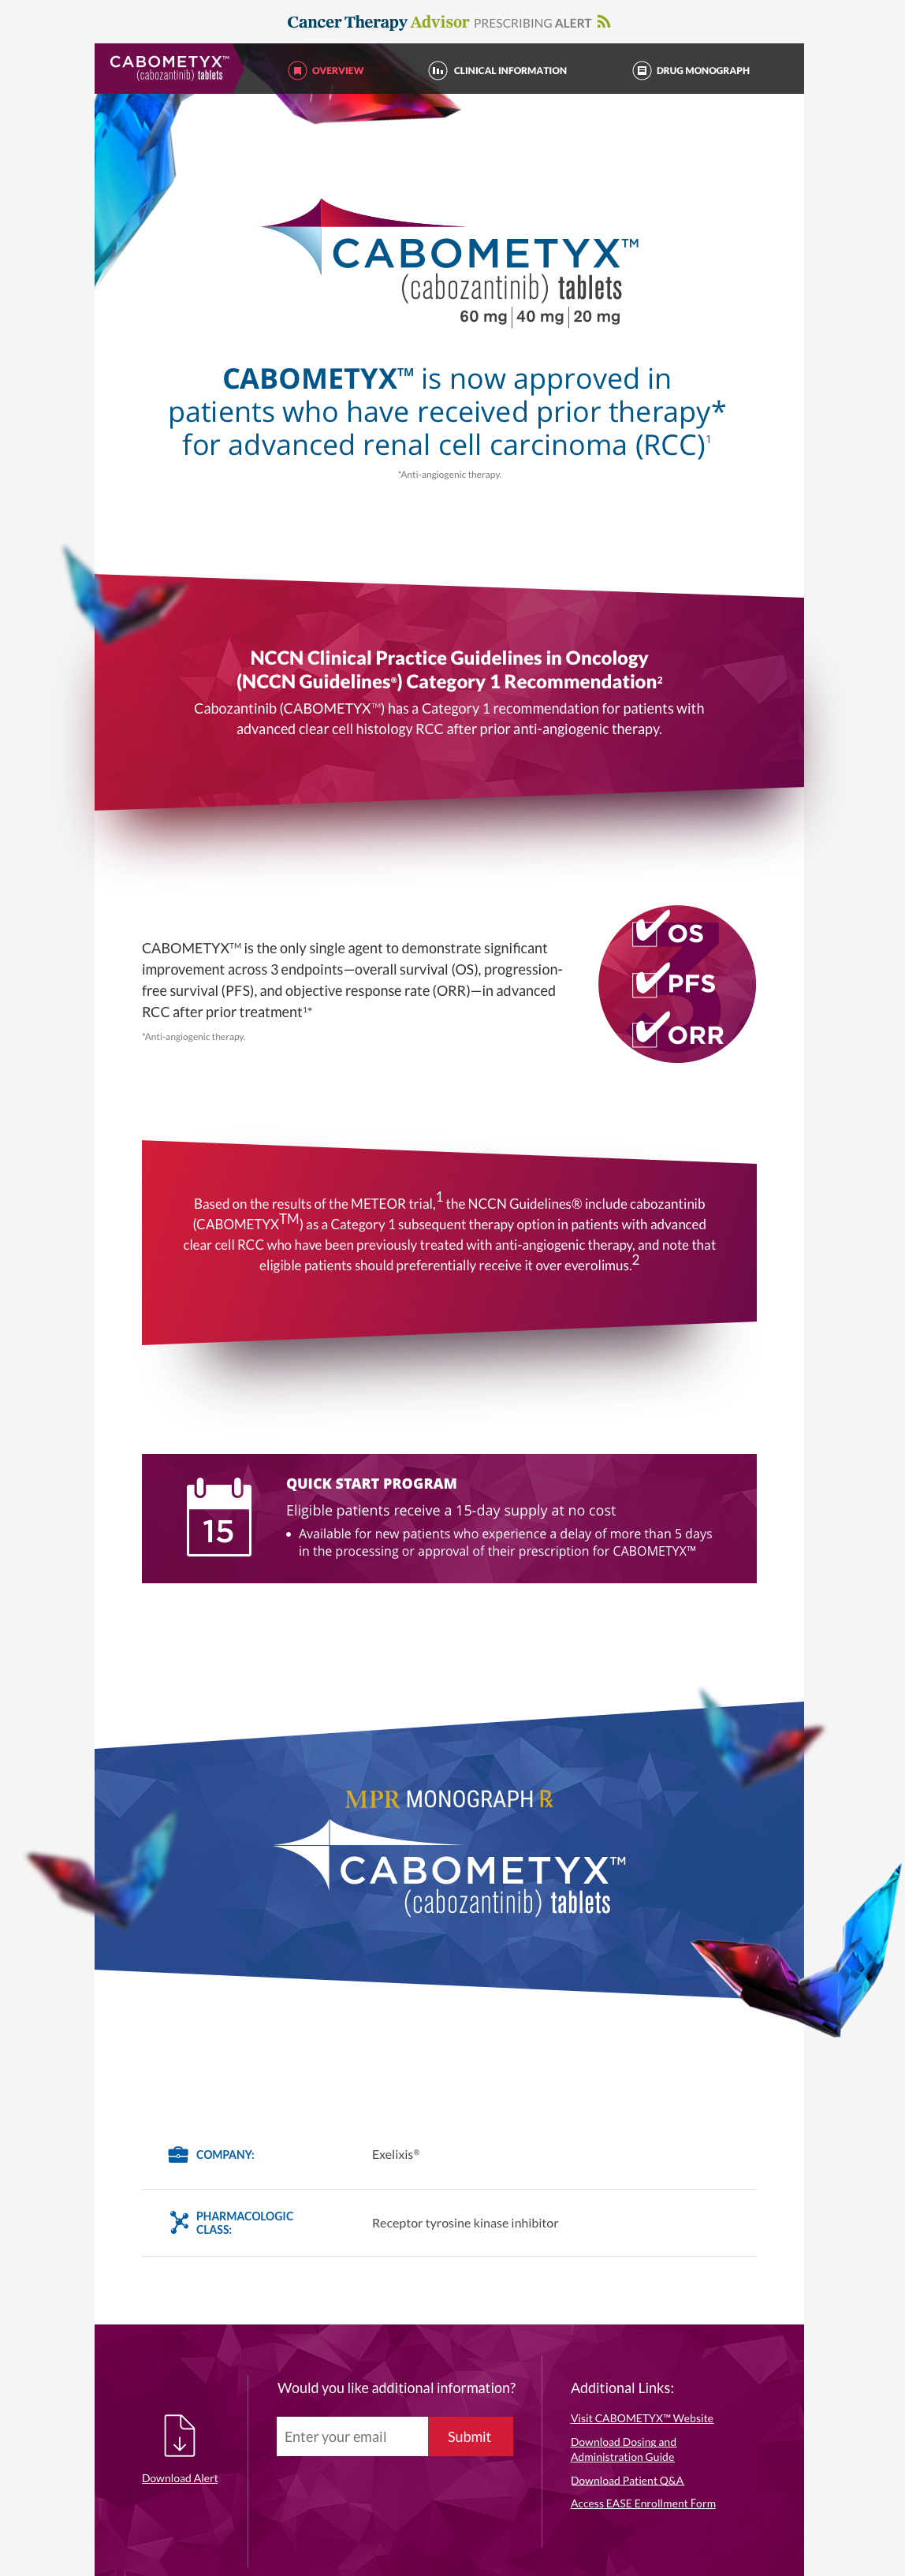 Cancer Therapy Advisor PRESCRIBING ALERT
CABOMETYX™
(cabozantinib) tablets
OVERVIEW
CLINICAL INFORMATION
DRUG MONOGRAPH
CABOMETYX™
(cabozantinib) tablets
60 mg | 40 mg | 20 mg
CABOMETYX™ is now approved in
patients who have received prior therapy*
for advanced renal cell carcinoma (RCC)¹
*Anti-angiogenic therapy.
NCCN Clinical Practice Guidelines in Oncology
(NCCN Guidelines®) Category 1 Recommendation²
Cabozantinib (CABOMETYX™) has a Category 1 recommendation for patients with
advanced clear cell histology RCC after prior anti-angiogenic therapy.
CABOMETYX™ is the only single agent to demonstrate significant
improvement across 3 endpoints—overall survival (OS), progression-
free survival (PFS), and objective response rate (ORR)—in advanced
RCC after prior treatment¹*
*Anti-angiogenic therapy.
3
OS
PFS
ORR
Based on the results of the METEOR trial,¹ the NCCN Guidelines® include cabozantinib
(CABOMETYX™) as a Category 1 subsequent therapy option in patients with advanced
clear cell RCC who have been previously treated with anti-angiogenic therapy, and note that
eligible patients should preferentially receive it over everolimus.²
15
QUICK START PROGRAM
Eligible patients receive a 15-day supply at no cost
• Available for new patients who experience a delay of more than 5 days
in the processing or approval of their prescription for CABOMETYX™
MPR MONOGRAPH ℞
CABOMETYX™
(cabozantinib) tablets
COMPANY:
Exelixis®
PHARMACOLOGIC
CLASS:
Receptor tyrosine kinase inhibitor
Download Alert
Would you like additional information?
Enter your email
Submit
Additional Links:
Visit CABOMETYX™ Website
Download Dosing and
Administration Guide
Download Patient Q&A
Access EASE Enrollment Form